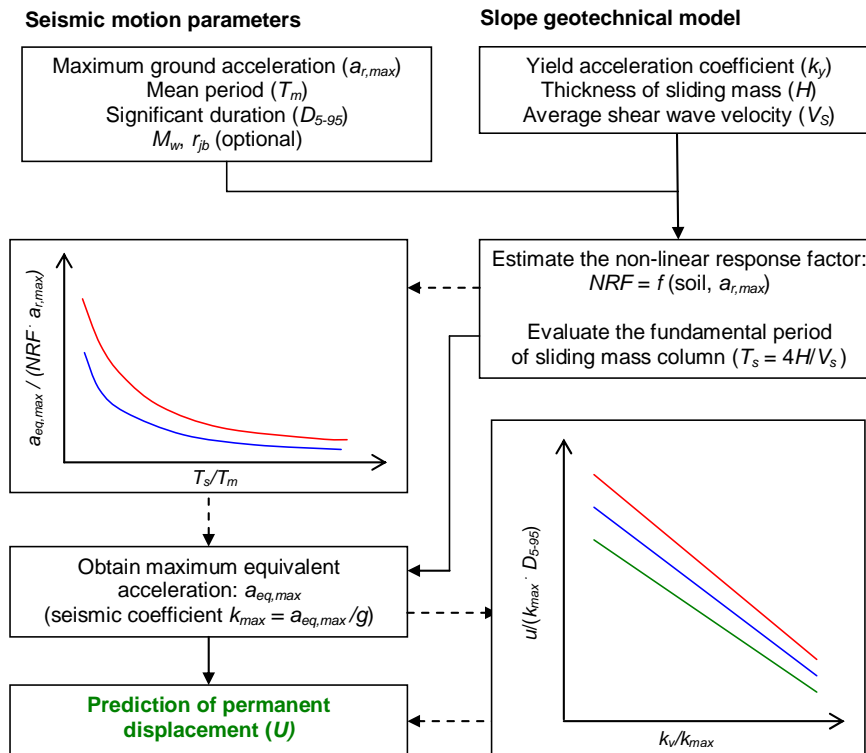 Seismic motion parameters
Maximum ground acceleration (a_r,max)
Mean period (T_m)
Significant duration (D_5-95)
M_w, r_jb (optional)
Slope geotechnical model
Yield acceleration coefficient (k_y)
Thickness of sliding mass (H)
Average shear wave velocity (V_S)
Estimate the non-linear response factor:
NRF = f (soil, a_r,max)
Evaluate the fundamental period
of sliding mass column (T_s = 4H/V_s)
a_eq,max / (NRF· a_r,max)
T_s/T_m
Obtain maximum equivalent
acceleration: a_eq,max
(seismic coefficient k_max = a_eq,max/g)
u/(k_max· D_5-95)
k_y/k_max
Prediction of permanent
displacement (U)